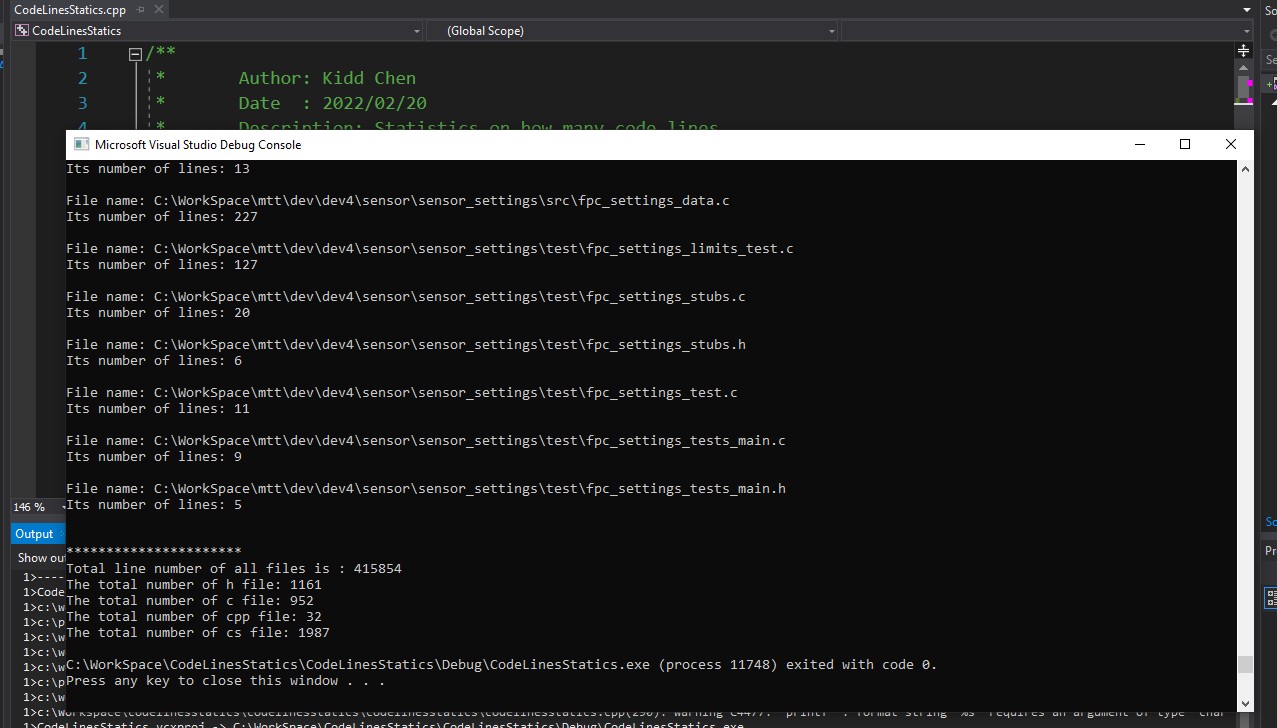 CodeLinesStatics.cpp
CodeLinesStatics
(Global Scope)
So
Se
1 /**
2 * Author: Kidd Chen
3 * Date : 2022/02/20
4 * Description: Statistics on how many code lines
Microsoft Visual Studio Debug Console
Its number of lines: 13
File name: C:\WorkSpace\mtt\dev\dev4\sensor\sensor_settings\src\fpc_settings_data.c
Its number of lines: 227
File name: C:\WorkSpace\mtt\dev\dev4\sensor\sensor_settings\test\fpc_settings_limits_test.c
Its number of lines: 127
File name: C:\WorkSpace\mtt\dev\dev4\sensor\sensor_settings\test\fpc_settings_stubs.c
Its number of lines: 20
File name: C:\WorkSpace\mtt\dev\dev4\sensor\sensor_settings\test\fpc_settings_stubs.h
Its number of lines: 6
File name: C:\WorkSpace\mtt\dev\dev4\sensor\sensor_settings\test\fpc_settings_test.c
Its number of lines: 11
File name: C:\WorkSpace\mtt\dev\dev4\sensor\sensor_settings\test\fpc_settings_tests_main.c
Its number of lines: 9
File name: C:\WorkSpace\mtt\dev\dev4\sensor\sensor_settings\test\fpc_settings_tests_main.h
Its number of lines: 5
***********************
Total line number of all files is : 415854
The total number of h file: 1161
The total number of c file: 952
The total number of cpp file: 32
The total number of cs file: 1987
C:\WorkSpace\CodeLinesStatics\CodeLinesStatics\Debug\CodeLinesStatics.exe (process 11748) exited with code 0.
Press any key to close this window . . .
146 %
Output
Show out
1>----
1>Code
1>c:\w
1>c:\p
1>c:\w
1>c:\w
1>c:\w
1>c:\p
1>c:\w
1>c:\workspace\codelinesstatics\codelinesstatics\codelinesstatics.cpp(290): warning C4477: 'printf' : format string '%s' requires an argument of type 'char
1>CodeLinesStatics.vcxproj -> C:\WorkSpace\CodeLinesStatics\CodeLinesStatics\Debug\CodeLinesStatics.exe
So
Pr